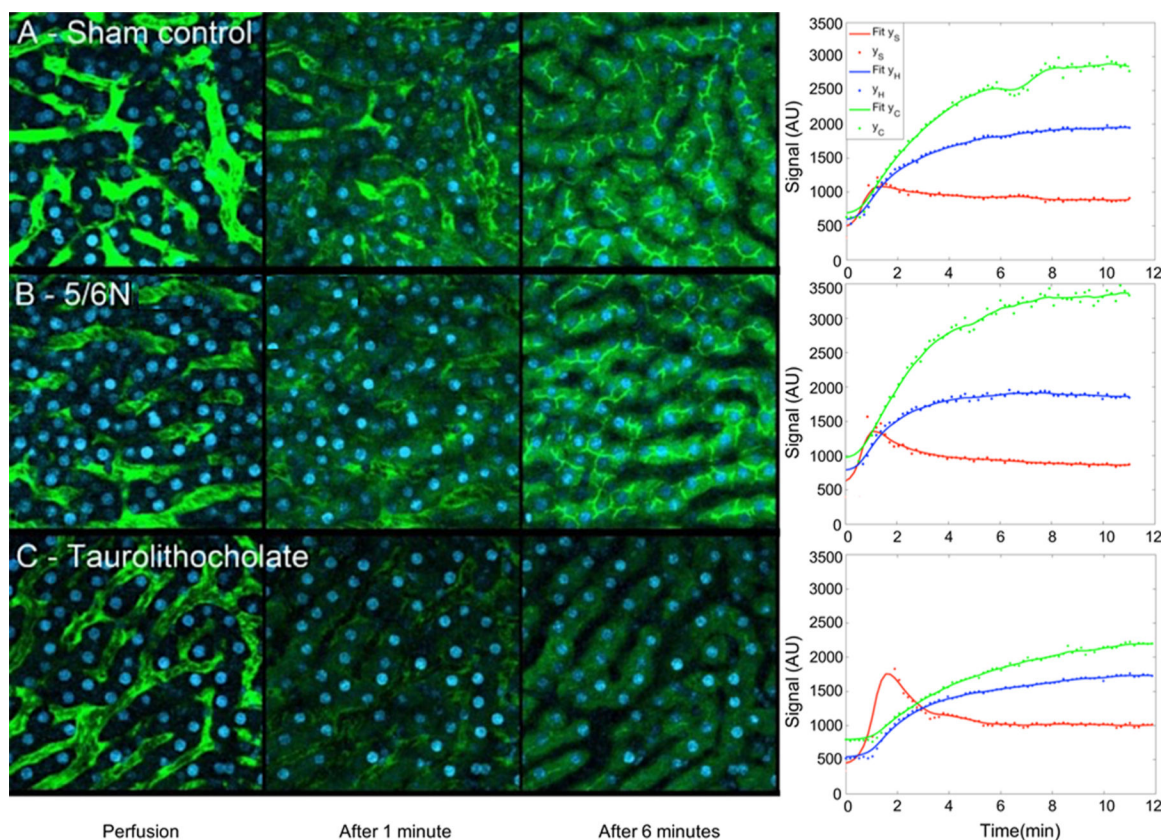 A - Sham control
B - 5/6N
C - Taurolithocholate
Perfusion
After 1 minute
After 6 minutes
3500
3000
2500
2000
1500
1000
500
0
Signal (AU)
Fit yS
yS
Fit yH
yH
Fit yC
yC
0 2 4 6 8 10 12
3500
3000
2500
2000
1500
1000
500
0
Signal (AU)
0 2 4 6 8 10 12
3500
3000
2500
2000
1500
1000
500
0
Signal (AU)
0 2 4 6 8 10 12
Time(min)